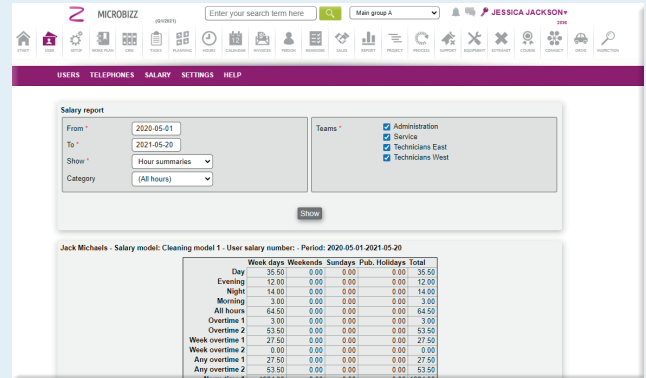 MICROBIZZ
Enter your search term here
Main group A
JESSICA JACKSON
START
USER
SETUP
WORK PLAN
CRM
TASKS
PLANNING
HOURS
CALENDAR
INVOICES
PERSON
SALES
REPORT
PROJECT
PROCESS
SUPPORT
EQUIPMENT
EXTRANET
COURSE
CONNECT
DRIVE
INSPECTION
USERS TELEPHONES SALARY SETTINGS HELP
Salary report
From * 2020-05-01
To * 2021-05-20
Show * Hour summaries
Category (All hours)
Teams *
Administration
Service
Technicians East
Technicians West
Show
Jack Michaels - Salary model: Cleaning model 1 - User salary number: - Period: 2020-05-01-2021-05-20
Week days Weekends Sundays Pub. Holidays Total
Day 35.50 0.00 0.00 0.00 35.50
Evening 12.00 0.00 0.00 0.00 12.00
Night 14.00 0.00 0.00 0.00 14.00
Morning 3.00 0.00 0.00 0.00 3.00
All hours 64.50 0.00 0.00 0.00 64.50
Overtime 1 3.00 0.00 0.00 0.00 3.00
Overtime 2 53.50 0.00 0.00 0.00 53.50
Week overtime 1 27.50 0.00 0.00 0.00 27.50
Week overtime 2 0.00 0.00 0.00 0.00 0.00
Any overtime 1 27.50 0.00 0.00 0.00 27.50
Any overtime 2 53.50 0.00 0.00 0.00 53.50